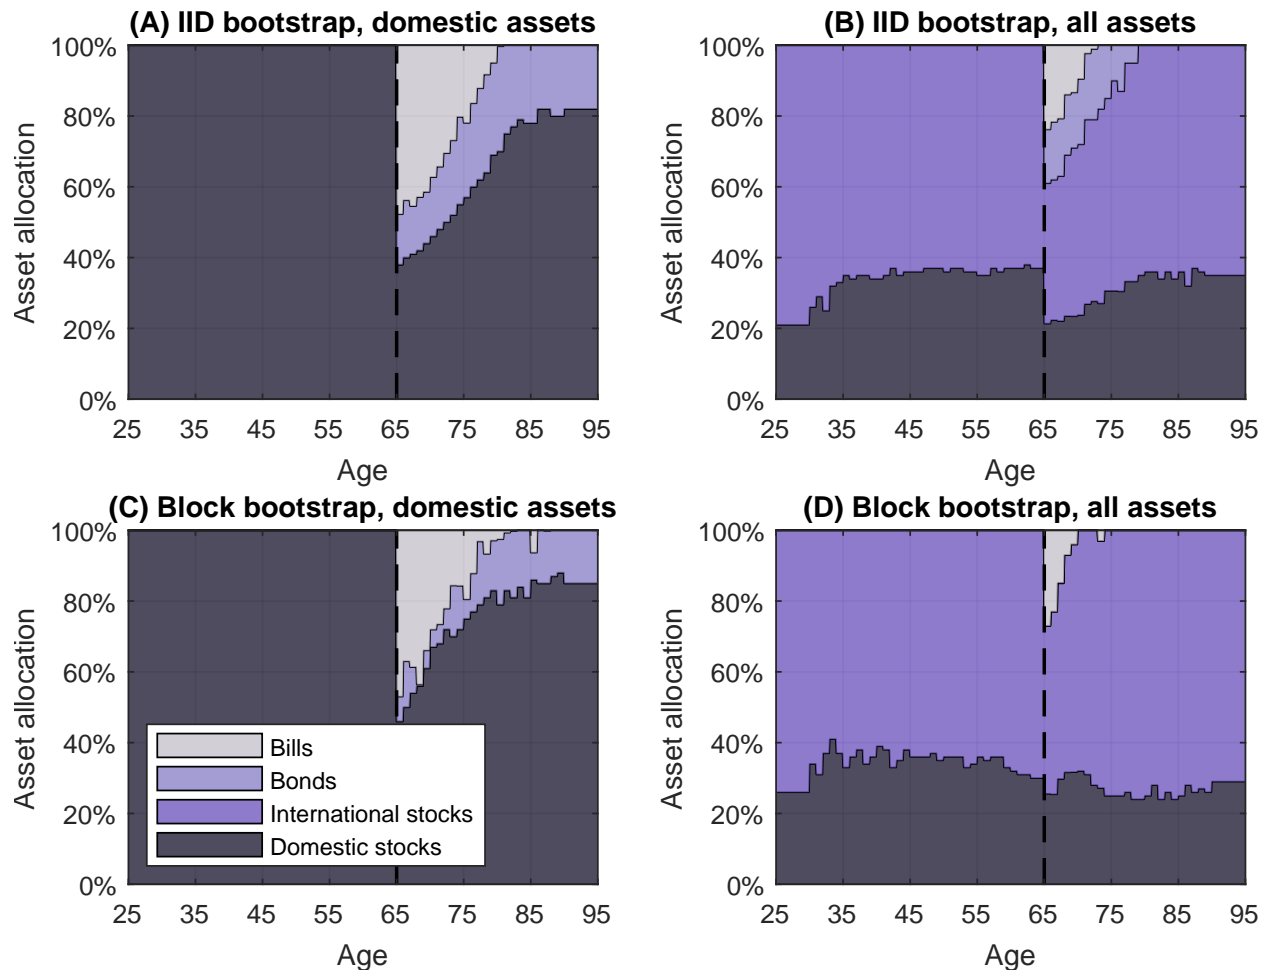 (A) IID bootstrap, domestic assets
100%
80%
60%
40%
20%
0%
Asset allocation
25 35 45 55 65 75 85 95
Age
(B) IID bootstrap, all assets
100%
80%
60%
40%
20%
0%
Asset allocation
25 35 45 55 65 75 85 95
Age
(C) Block bootstrap, domestic assets
100%
80%
60%
40%
20%
0%
Asset allocation
Bills
Bonds
International stocks
Domestic stocks
25 35 45 55 65 75 85 95
Age
(D) Block bootstrap, all assets
100%
80%
60%
40%
20%
0%
Asset allocation
25 35 45 55 65 75 85 95
Age